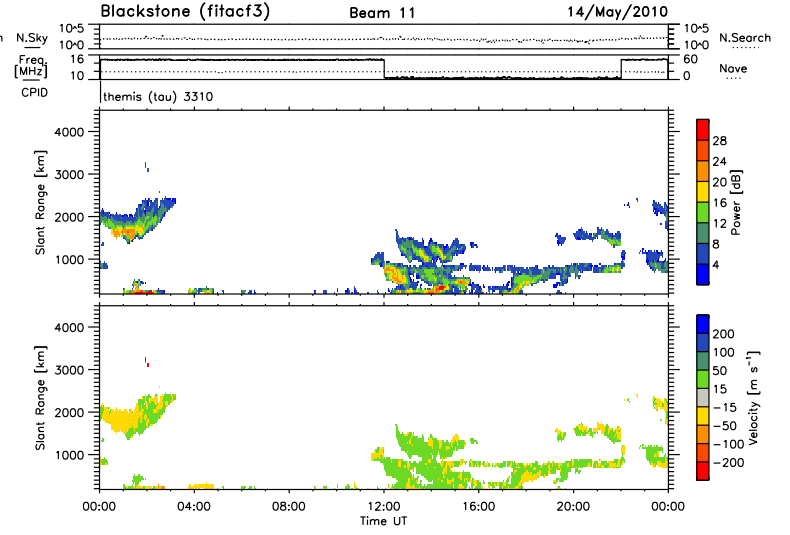 Blackstone (fitacf3) Beam 11 14/May/2010
N.Sky 10^5 10^5 N.Search
10^0 10^0
Freq. 16 60 Nave
[MHz] 10 0
CPID themis (tau) 3310
Slant Range [km]
4000
3000
2000
1000
Power [dB]
28
24
20
16
12
8
4
Slant Range [km]
4000
3000
2000
1000
Velocity [m s⁻¹]
200
100
50
15
−15
−50
−100
−200
00:00 04:00 08:00 12:00 16:00 20:00 00:00
Time UT